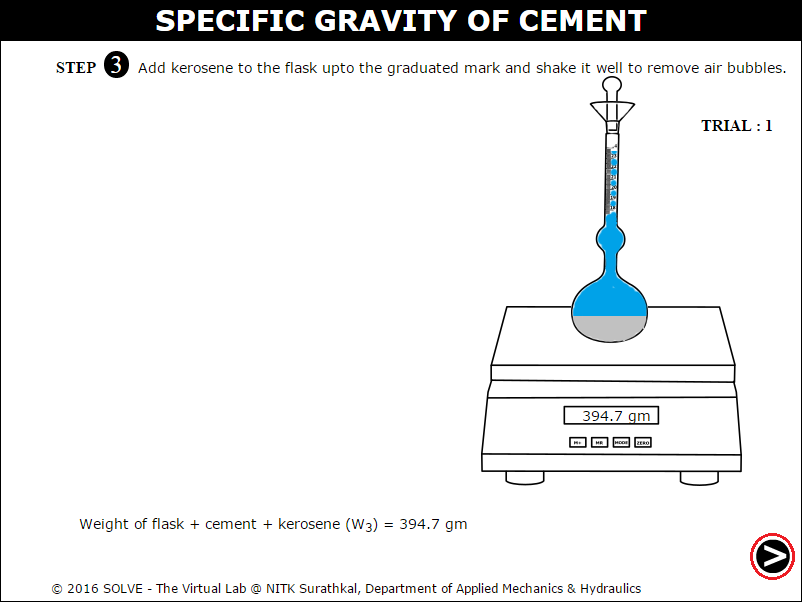 SPECIFIC GRAVITY OF CEMENT
STEP 3 Add kerosene to the flask upto the graduated mark and shake it well to remove air bubbles.
TRIAL : 1
394.7 gm
M+ MR MODE ZERO
Weight of flask + cement + kerosene (W3) = 394.7 gm
>
© 2016 SOLVE - The Virtual Lab @ NITK Surathkal, Department of Applied Mechanics & Hydraulics